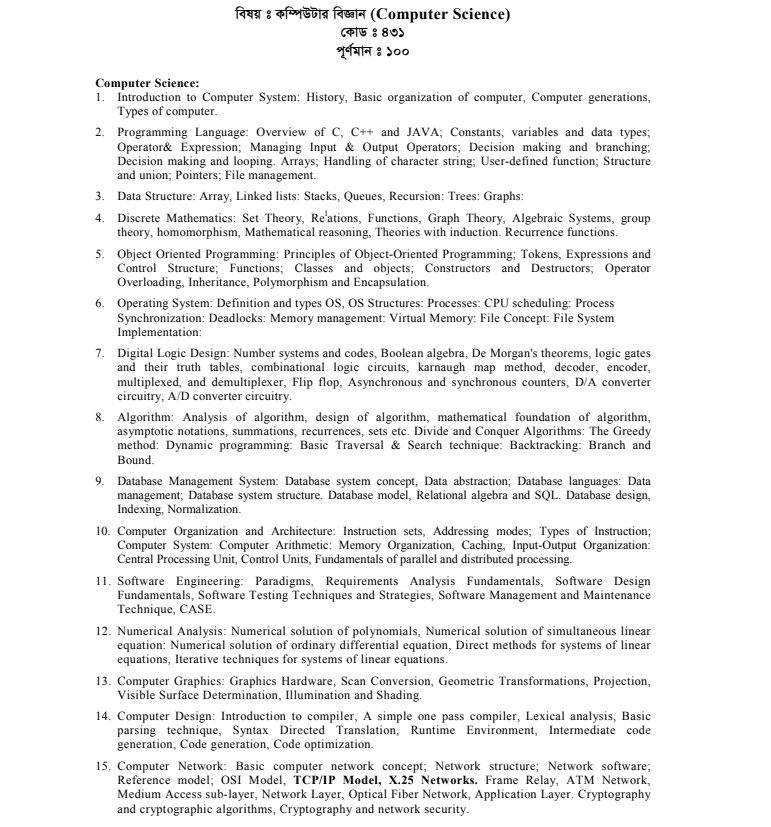 বিষয় ঃ কম্পিউটার বিজ্ঞান (Computer Science)
কোড ঃ ৪৩১
পূর্ণমান ঃ ১০০
Computer Science:
1. Introduction to Computer System: History, Basic organization of computer, Computer generations,
Types of computer.
2. Programming Language: Overview of C, C++ and JAVA; Constants, variables and data types;
Operator& Expression; Managing Input & Output Operators; Decision making and branching;
Decision making and looping. Arrays; Handling of character string; User-defined function; Structure
and union; Pointers; File management.
3. Data Structure: Array, Linked lists: Stacks, Queues, Recursion: Trees: Graphs:
4. Discrete Mathematics: Set Theory, Relations, Functions, Graph Theory, Algebraic Systems, group
theory, homomorphism, Mathematical reasoning, Theories with induction. Recurrence functions.
5. Object Oriented Programming: Principles of Object-Oriented Programming; Tokens, Expressions and
Control Structure; Functions; Classes and objects; Constructors and Destructors; Operator
Overloading, Inheritance, Polymorphism and Encapsulation.
6. Operating System: Definition and types OS, OS Structures: Processes: CPU scheduling: Process
Synchronization: Deadlocks: Memory management: Virtual Memory: File Concept: File System
Implementation:
7. Digital Logic Design: Number systems and codes, Boolean algebra, De Morgan's theorems, logic gates
and their truth tables, combinational logic circuits, karnaugh map method, decoder, encoder,
multiplexed, and demultiplexer, Flip flop, Asynchronous and synchronous counters, D/A converter
circuitry, A/D converter circuitry.
8. Algorithm: Analysis of algorithm, design of algorithm, mathematical foundation of algorithm,
asymptotic notations, summations, recurrences, sets etc. Divide and Conquer Algorithms: The Greedy
method: Dynamic programming: Basic Traversal & Search technique: Backtracking: Branch and
Bound.
9. Database Management System: Database system concept, Data abstraction; Database languages: Data
management; Database system structure. Database model, Relational algebra and SQL. Database design,
Indexing, Normalization.
10. Computer Organization and Architecture: Instruction sets, Addressing modes; Types of Instruction;
Computer System: Computer Arithmetic: Memory Organization, Caching, Input-Output Organization:
Central Processing Unit, Control Units, Fundamentals of parallel and distributed processing.
11. Software Engineering: Paradigms, Requirements Analysis Fundamentals, Software Design
Fundamentals, Software Testing Techniques and Strategies, Software Management and Maintenance
Technique, CASE.
12. Numerical Analysis: Numerical solution of polynomials, Numerical solution of simultaneous linear
equation: Numerical solution of ordinary differential equation, Direct methods for systems of linear
equations, Iterative techniques for systems of linear equations.
13. Computer Graphics: Graphics Hardware, Scan Conversion, Geometric Transformations, Projection,
Visible Surface Determination, Illumination and Shading.
14. Computer Design: Introduction to compiler, A simple one pass compiler, Lexical analysis, Basic
parsing technique, Syntax Directed Translation, Runtime Environment, Intermediate code
generation, Code generation, Code optimization.
15. Computer Network: Basic computer network concept; Network structure; Network software;
Reference model; OSI Model, TCP/IP Model, X.25 Networks. Frame Relay, ATM Network,
Medium Access sub-layer, Network Layer, Optical Fiber Network, Application Layer. Cryptography
and cryptographic algorithms, Cryptography and network security.